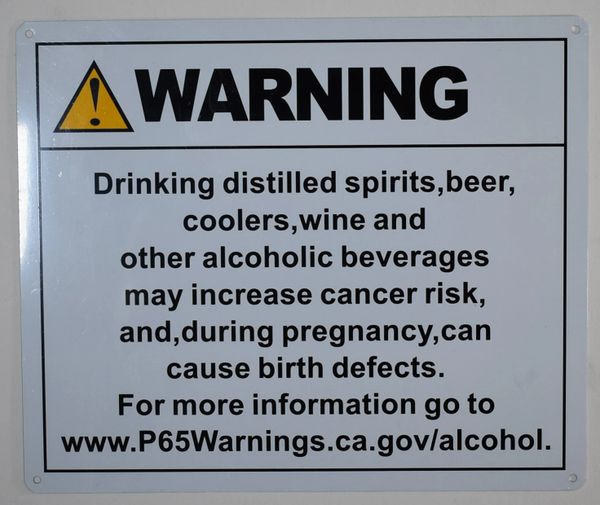 WARNING
Drinking distilled spirits,beer,
coolers,wine and
other alcoholic beverages
may increase cancer risk,
and,during pregnancy,can
cause birth defects.
For more information go to
www.P65Warnings.ca.gov/alcohol.